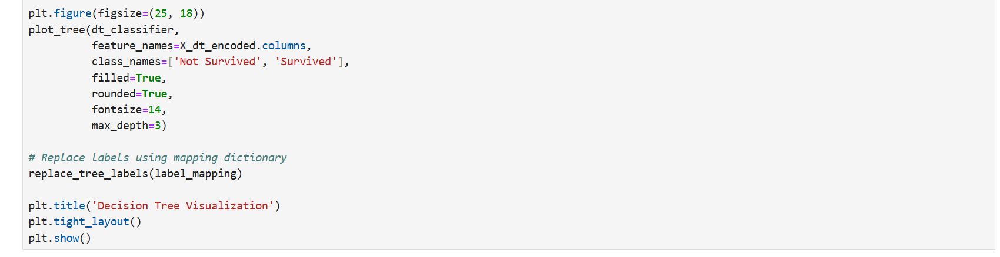 plt.figure(figsize=(25, 18))
plot_tree(dt_classifier,
          feature_names=X_dt_encoded.columns,
          class_names=['Not Survived', 'Survived'],
          filled=True,
          rounded=True,
          fontsize=14,
          max_depth=3)

# Replace labels using mapping dictionary
replace_tree_labels(label_mapping)

plt.title('Decision Tree Visualization')
plt.tight_layout()
plt.show()